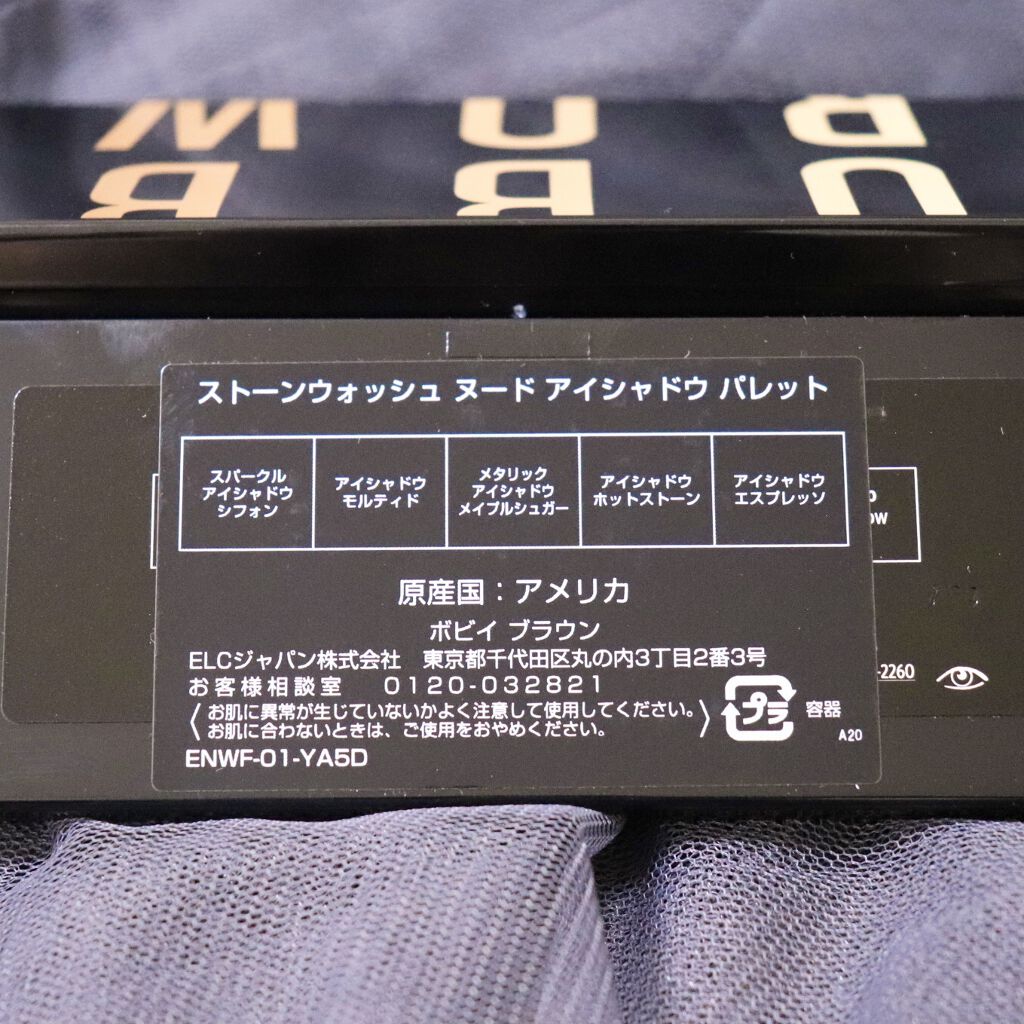 ストーンウォッシュ ヌード アイシャドウ パレット
スパークル
アイシャドウ
シフォン
アイシャドウ
モルティド
メタリック
アイシャドウ
メイプルシュガー
アイシャドウ
ホットストーン
アイシャドウ
エスプレッソ
原産国：アメリカ
ボビイ ブラウン
ELCジャパン株式会社 東京都千代田区丸の内3丁目2番3号
お客様相談室 0120-032821
〈お肌に異常が生じていないかよく注意して使用してください。〉
お肌に合わないときは、ご使用をおやめください。
プラ
容器
A20
ENWF-01-YA5D
-2260